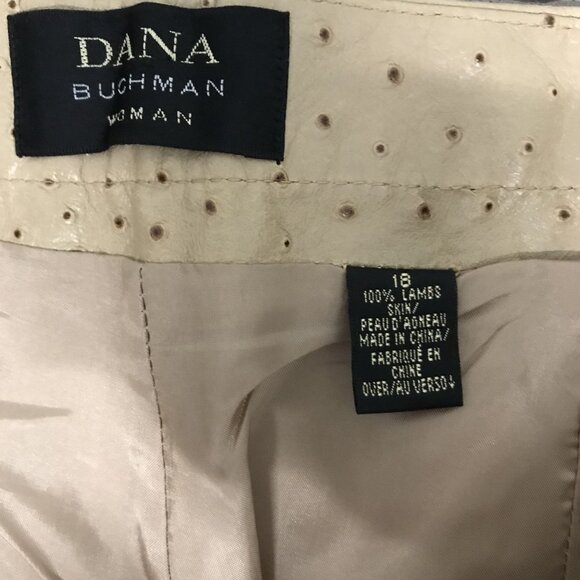 DANA
BUCHMAN
WOMAN
18
100% LAMBS
SKIN/
PEAU D'AGNEAU
MADE IN CHINA/
FABRIQUÉ EN
CHINE
OVER/AU VERSO↓